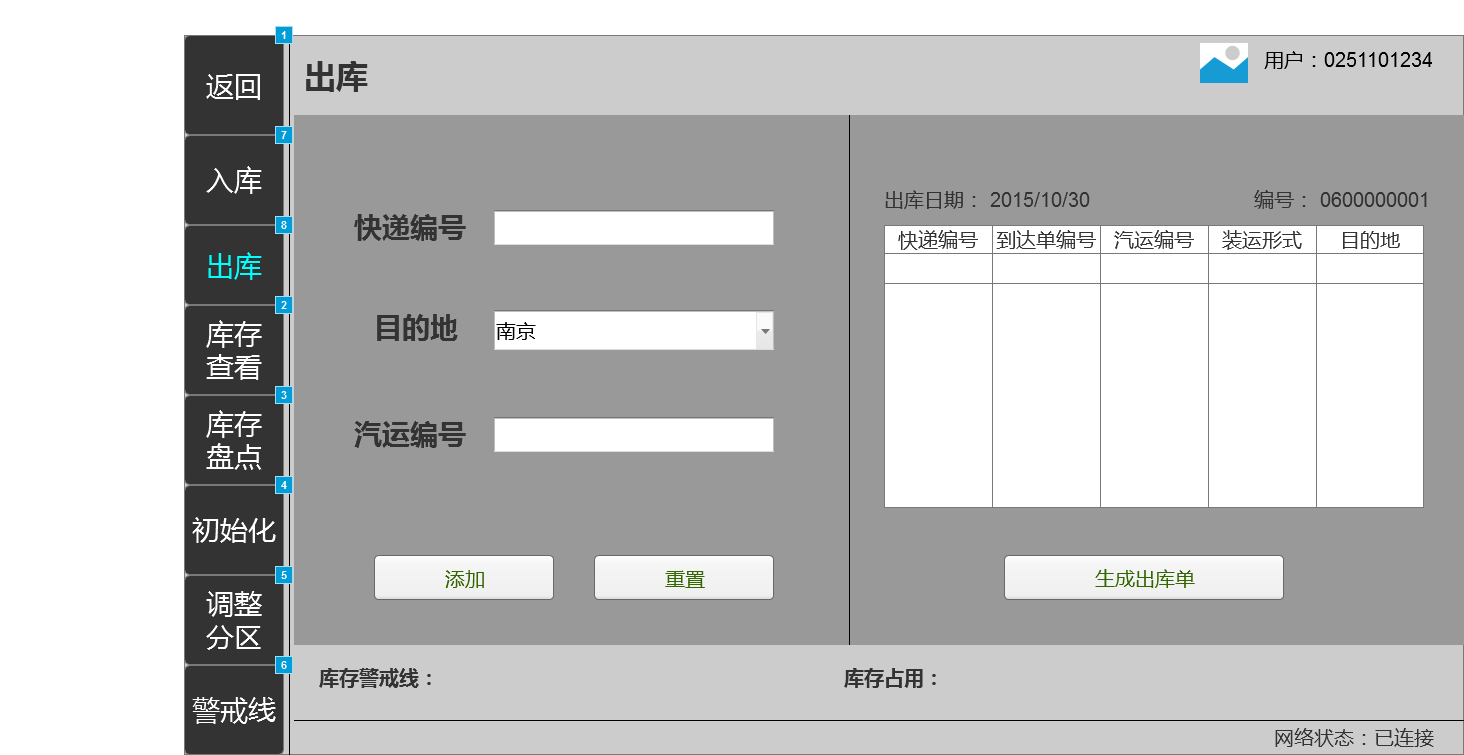 1
返回
7
入库
8
出库
2
库存
查看
3
库存
盘点
4
初始化
5
调整
分区
6
警戒线
出库
用户：0251101234
快递编号
目的地
南京
汽运编号
添加
重置
出库日期： 2015/10/30
编号： 0600000001
快递编号 到达单编号 汽运编号 装运形式 目的地
生成出库单
库存警戒线：
库存占用：
网络状态：已连接